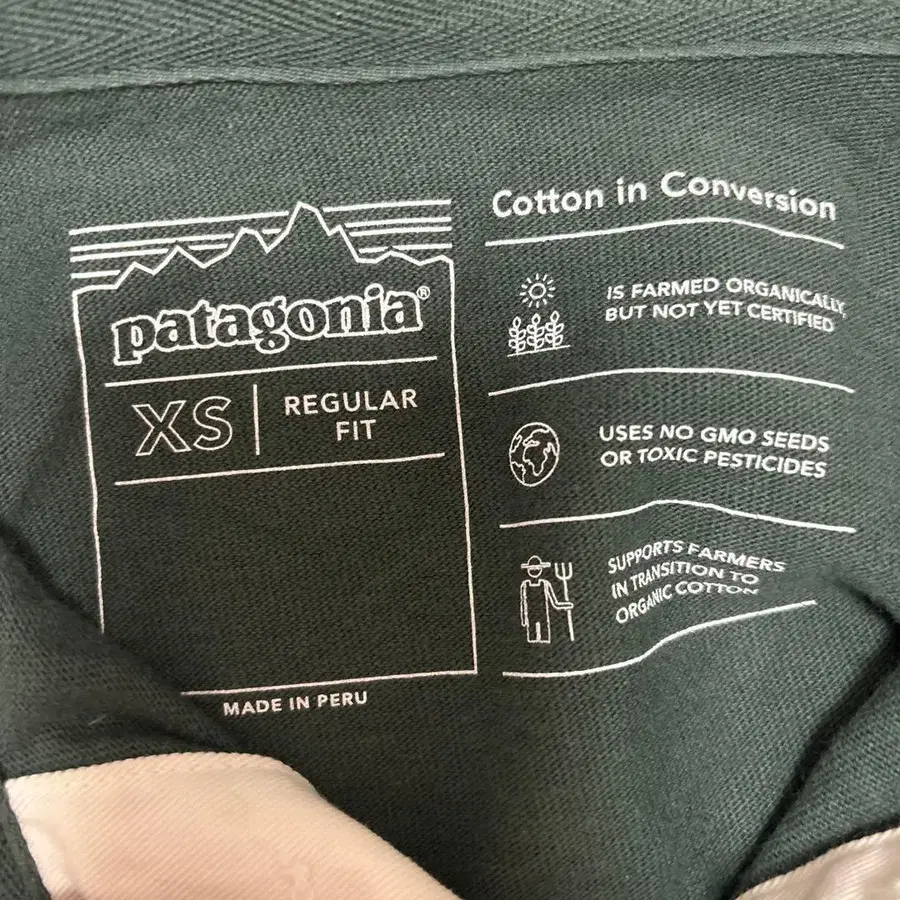 patagonia®
XS
REGULAR
FIT
MADE IN PERU
Cotton in Conversion
IS FARMED ORGANICALLY,
BUT NOT YET CERTIFIED
USES NO GMO SEEDS
OR TOXIC PESTICIDES
SUPPORTS FARMERS
IN TRANSITION TO
ORGANIC COTTON